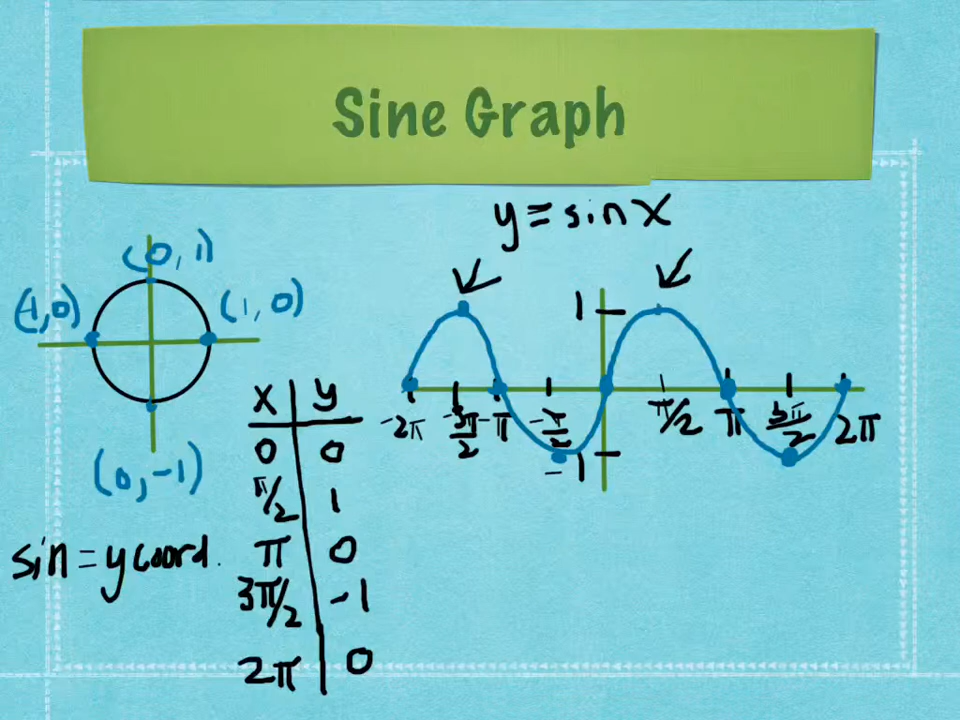 Sine Graph
y = sin x
(0, 1)
(-1, 0)
(1, 0)
(0, -1)
sin = y coord.
x y
0 0
π/2 1
π 0
3π/2 -1
2π 0
1
-2π -3π/2 -π -π/2 π/2 π 3π/2 2π
-1